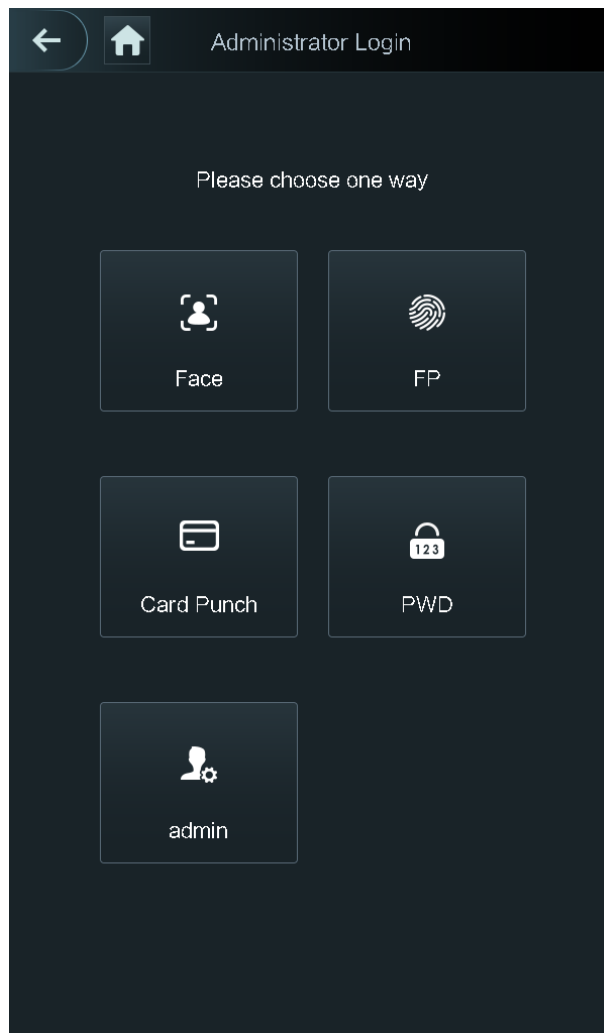 Administrator Login
Please choose one way
Face
FP
Card Punch
123
PWD
admin